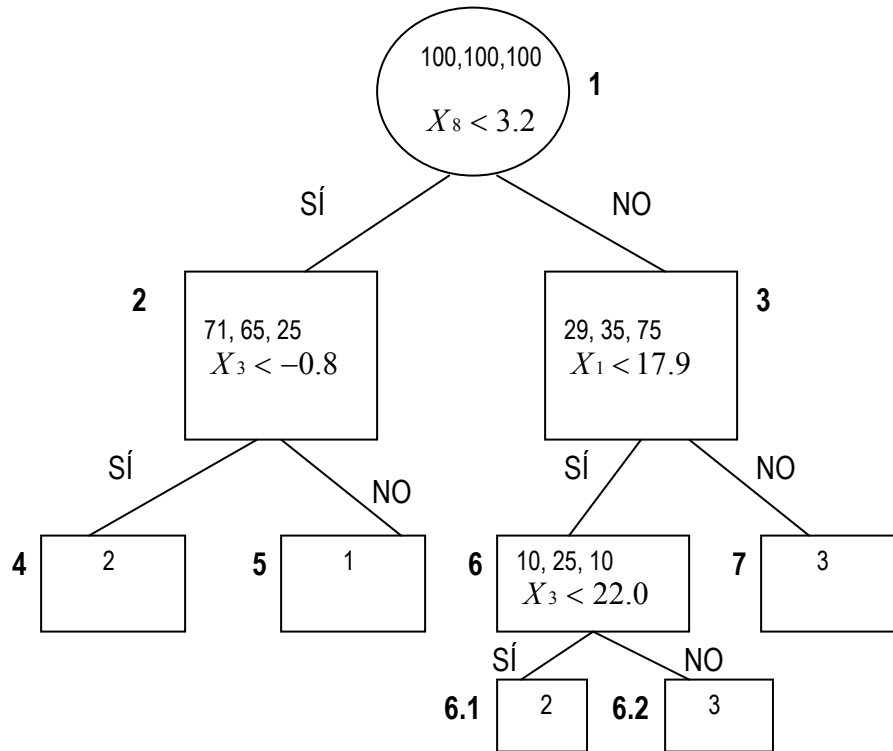 100,100,100
1
X₈ < 3.2
SÍ
NO
2
3
71, 65, 25
X₃ < −0.8
29, 35, 75
X₁ < 17.9
SÍ
NO
SÍ
NO
4
2
5
1
6
10, 25, 10
X₃ < 22.0
7
3
SÍ
NO
6.1
2
6.2
3